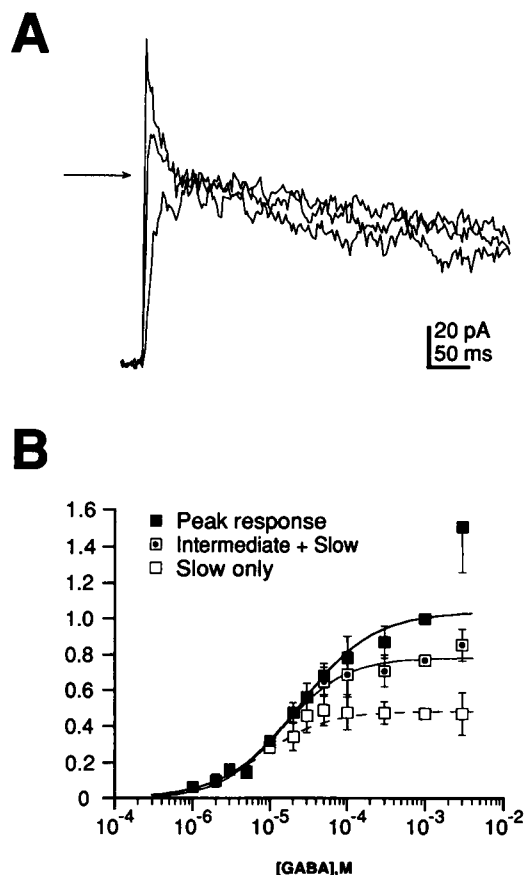 A
20 pA
50 ms
B
1.6
1.4
1.2
1.0
0.8
0.6
0.4
0.2
0
Peak response
Intermediate + Slow
Slow only
10-4 10-6 10-5 10-4 10-3 10-2
[GABA],M